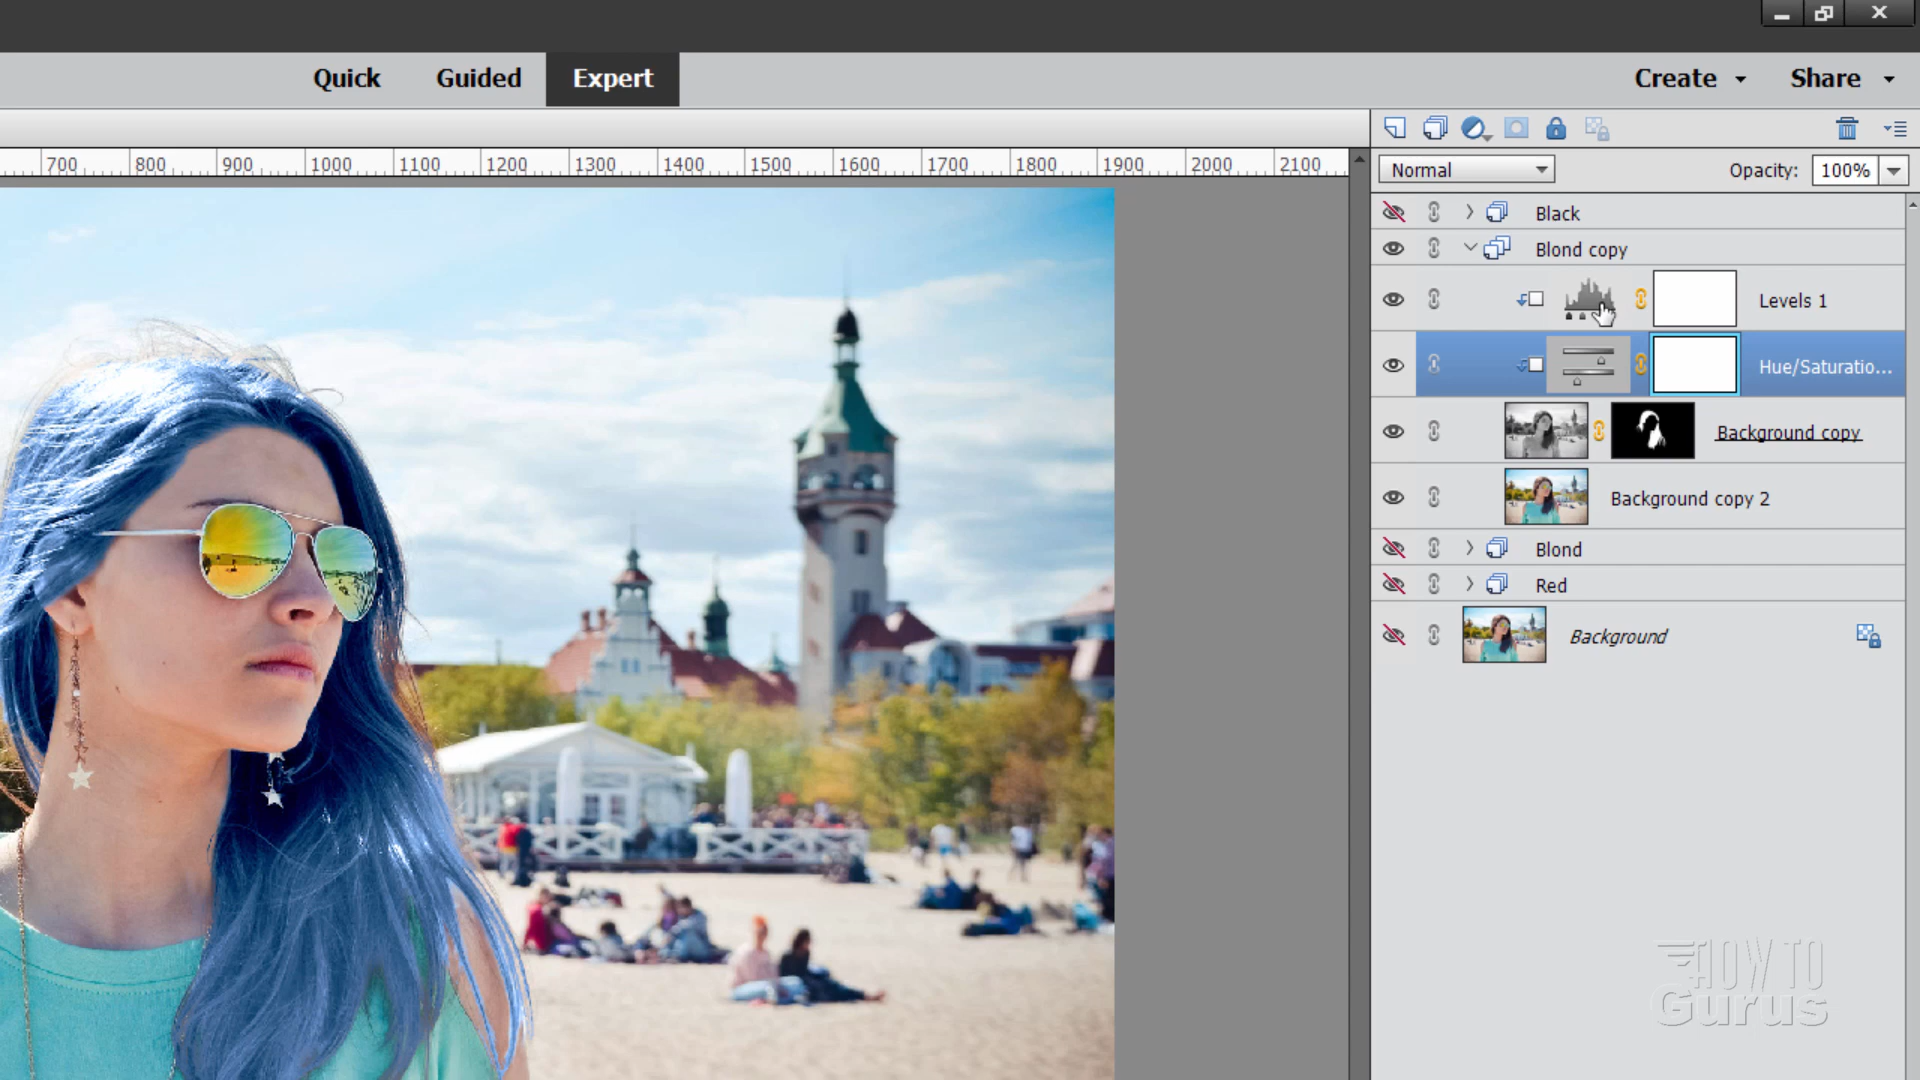 Quick Guided Expert Create Share
700 800 900 1000 1100 1200 1300 1400 1500 1600 1700 1800 1900 2000 2100
Normal Opacity: 100%
Black
Blond copy
Levels 1
Hue/Saturatio...
Background copy
Background copy 2
Blond
Red
Background
HOW TO
Gurus